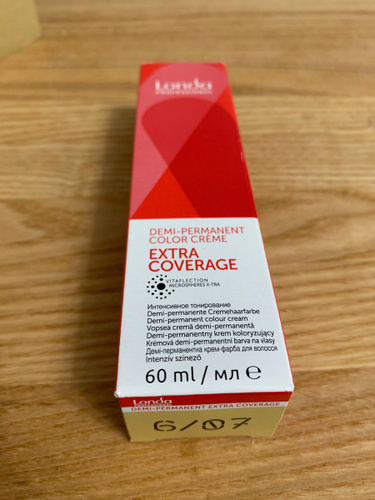 Londa
PROFESSIONAL
DEMI-PERMANENT
COLOR CRÈME
EXTRA
COVERAGE
VITAFLECTION
MICROSPHERES X-TRA
Интенсивное тонирование
Demi-permanente Cremehaarfarbe
Demi-permanent colour cream
Vopsea cremă demi-permanentă
Demi-permanentny krem koloryzujący
Krémová demi-permanentní barva na vlasy
Демі-перманентна крем-фарба для волосся
Intenzív színező
60 ml / мл ℮
Londa
PROFESSIONAL
DEMI-PERMANENT EXTRA COVERAGE
6/07